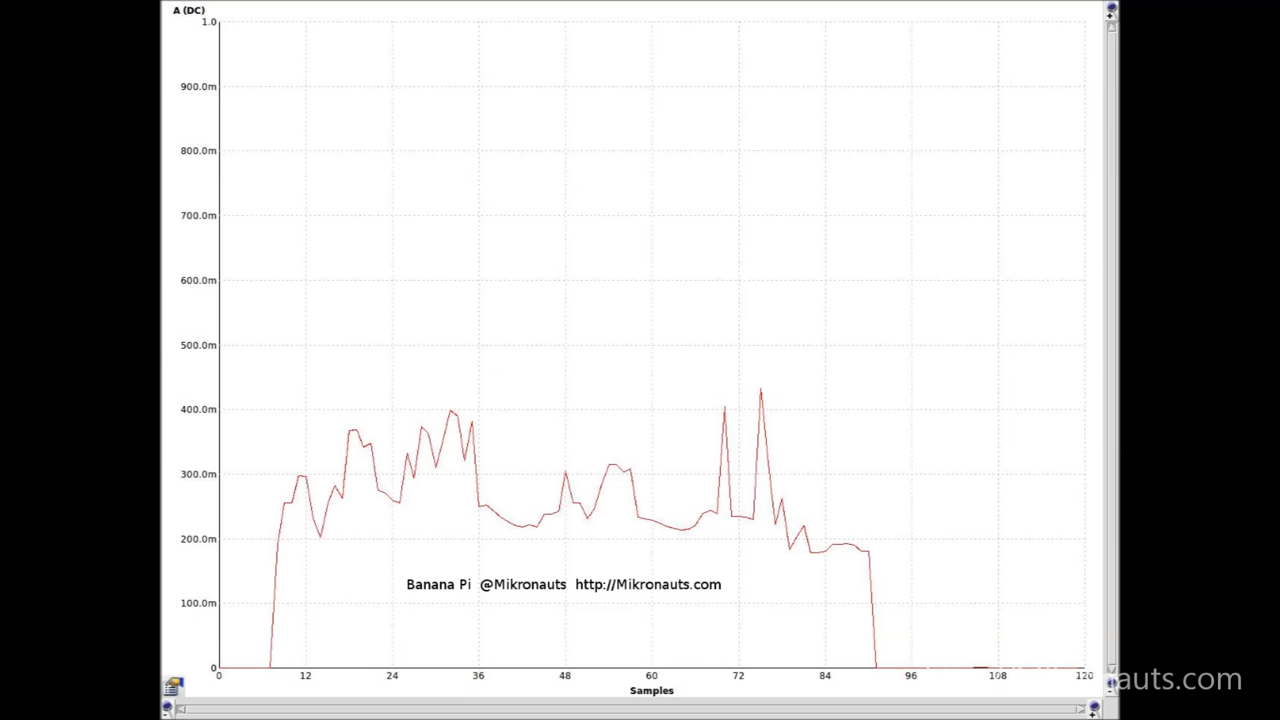 A (DC)
1.0
900.0m
800.0m
700.0m
600.0m
500.0m
400.0m
300.0m
200.0m
100.0m
0
Banana Pi @Mikronauts http://Mikronauts.com
0 12 24 36 48 60 72 84 96 108 120
Samples
nauts.com